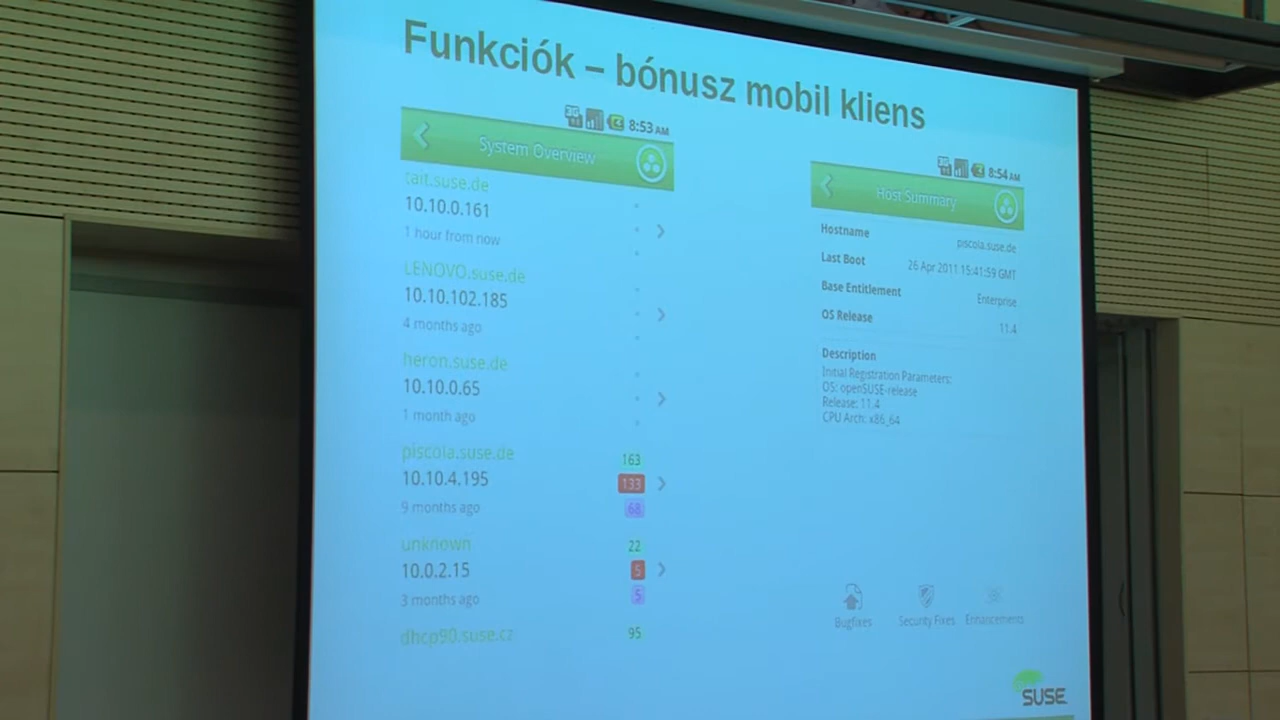 Funkciók – bónusz mobil kliens
3G
8:53 AM
System Overview
tait.suse.de
10.10.0.161
1 hour from now
LENOVO.suse.de
10.10.102.185
4 months ago
heron.suse.de
10.10.0.65
1 month ago
piscola.suse.de
163
10.10.4.195
133
9 months ago
68
unknown
22
10.0.2.15
5
3 months ago
5
dhcp90.suse.cz
95
3G
8:54 AM
Host Summary
Hostname
piscola.suse.de
Last Boot
26 Apr 2011 15:41:59 GMT
Base Entitlement
Enterprise
OS Release
11.4
Description
Initial Registration Parameters:
OS: openSUSE-release
Release: 11.4
CPU Arch: x86_64
Bugfixes
Security Fixes
Enhancements
SUSE